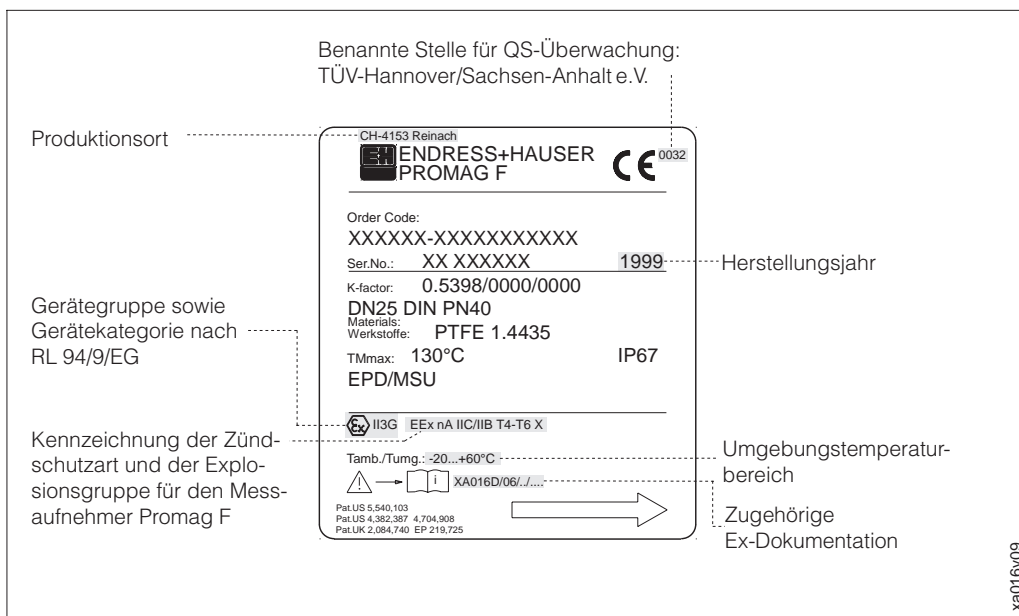 Benannte Stelle für QS-Überwachung:
TÜV-Hannover/Sachsen-Anhalt e.V.
Produktionsort
CH-4153 Reinach
EH ENDRESS+HAUSER
PROMAG F
CE 0032
Order Code:
XXXXXX-XXXXXXXXXXX
Ser.No.: XX XXXXXX 1999
Herstellungsjahr
K-factor: 0.5398/0000/0000
DN25 DIN PN40
Materials:
Werkstoffe: PTFE 1.4435
TMmax: 130°C IP67
EPD/MSU
Gerätegruppe sowie
Gerätekategorie nach
RL 94/9/EG
Ex II3G EEx nA IIC/IIB T4-T6 X
Kennzeichnung der Zünd-
schutzart und der Explo-
sionsgruppe für den Mess-
aufnehmer Promag F
Tamb./Tumg.: -20...+60°C
Umgebungstemperatur-
bereich
i XA016D/06/../....
Zugehörige
Ex-Dokumentation
Pat.US 5,540,103
Pat.US 4,382,387 4,704,908
Pat.UK 2,084,740 EP 219,725
xa016y09